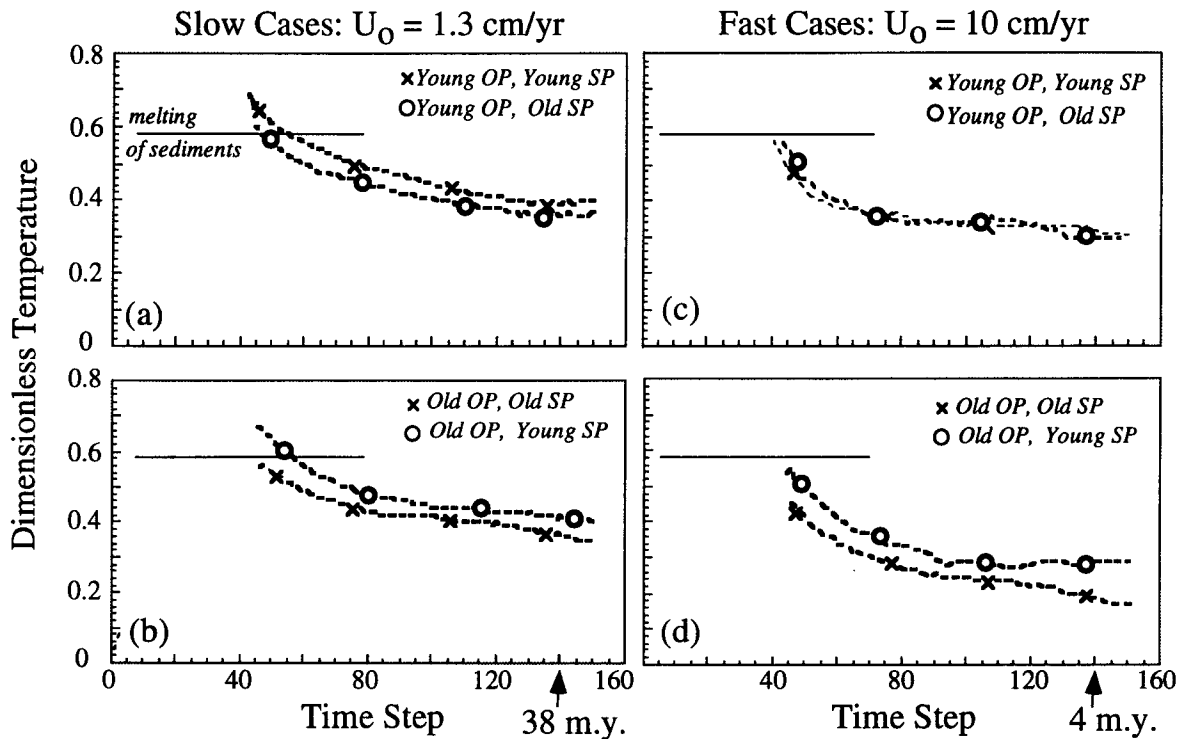 Slow Cases: Uo = 1.3 cm/yr
Fast Cases: Uo = 10 cm/yr
Dimensionless Temperature
0.8
0.6
0.4
0.2
0
melting
of sediments
Young OP, Young SP
Young OP, Old SP
(a)
Young OP, Young SP
Young OP, Old SP
(c)
0.8
0.6
0.4
0.2
0
Old OP, Old SP
Old OP, Young SP
(b)
Old OP, Old SP
Old OP, Young SP
(d)
0 40 80 120 160
40 80 120 160
Time Step
38 m.y.
Time Step
4 m.y.